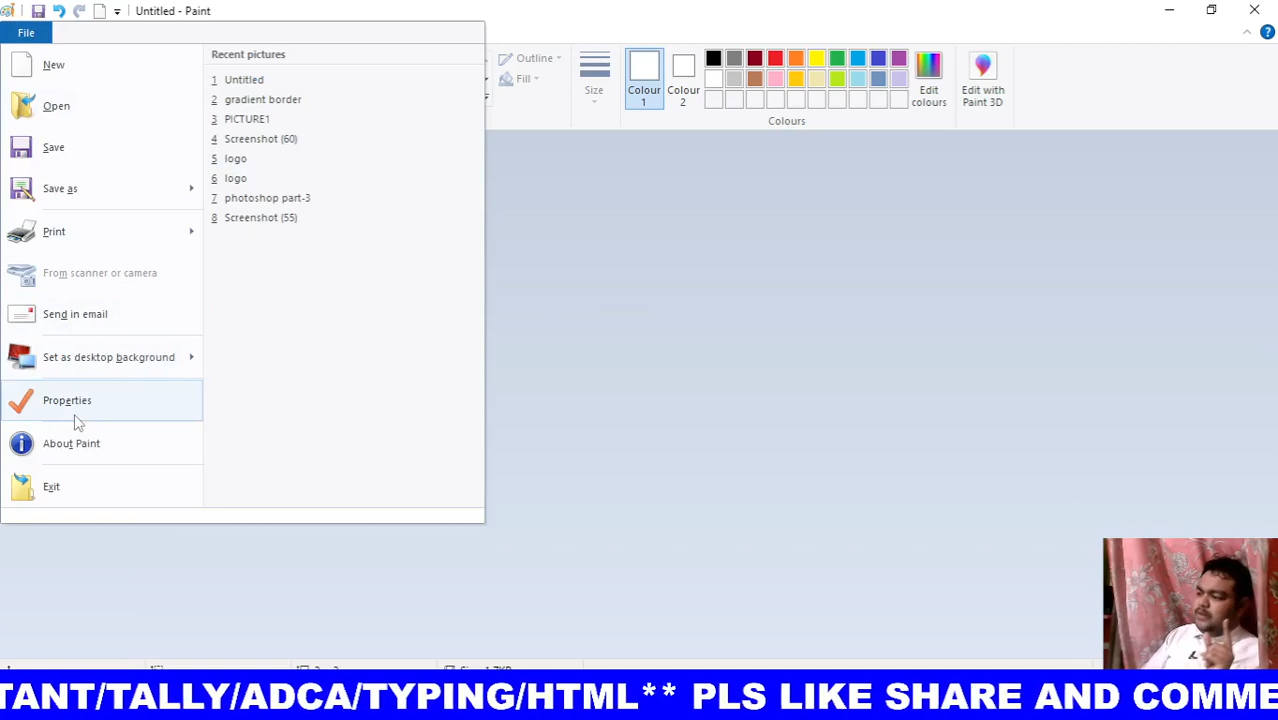 Untitled - Paint
File
New
Open
Save
Save as
Print
From scanner or camera
Send in email
Set as desktop background
Properties
About Paint
Exit
Recent pictures
1 Untitled
2 gradient border
3 PICTURE1
4 Screenshot (60)
5 logo
6 logo
7 photoshop part-3
8 Screenshot (55)
Outline
Fill
Size
Colour 1
Colour 2
Edit colours
Edit with Paint 3D
Colours
TANT/TALLY/ADCA/TYPING/HTML** PLS LIKE SHARE AND COMME